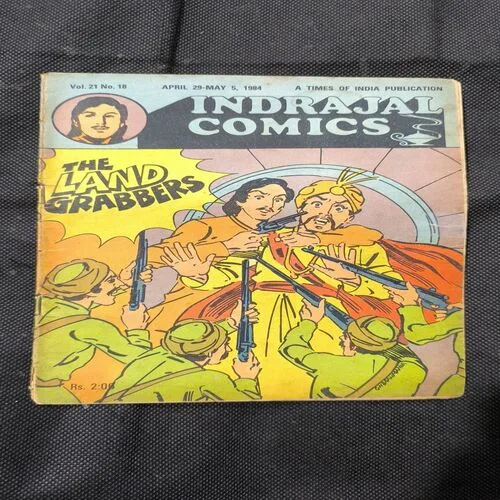 Vol. 21 No. 18 APRIL 29-MAY 5, 1984 A TIMES OF INDIA PUBLICATION
INDRAJAL
COMICS
THE
LAND
GRABBERS
Rs. 2:00